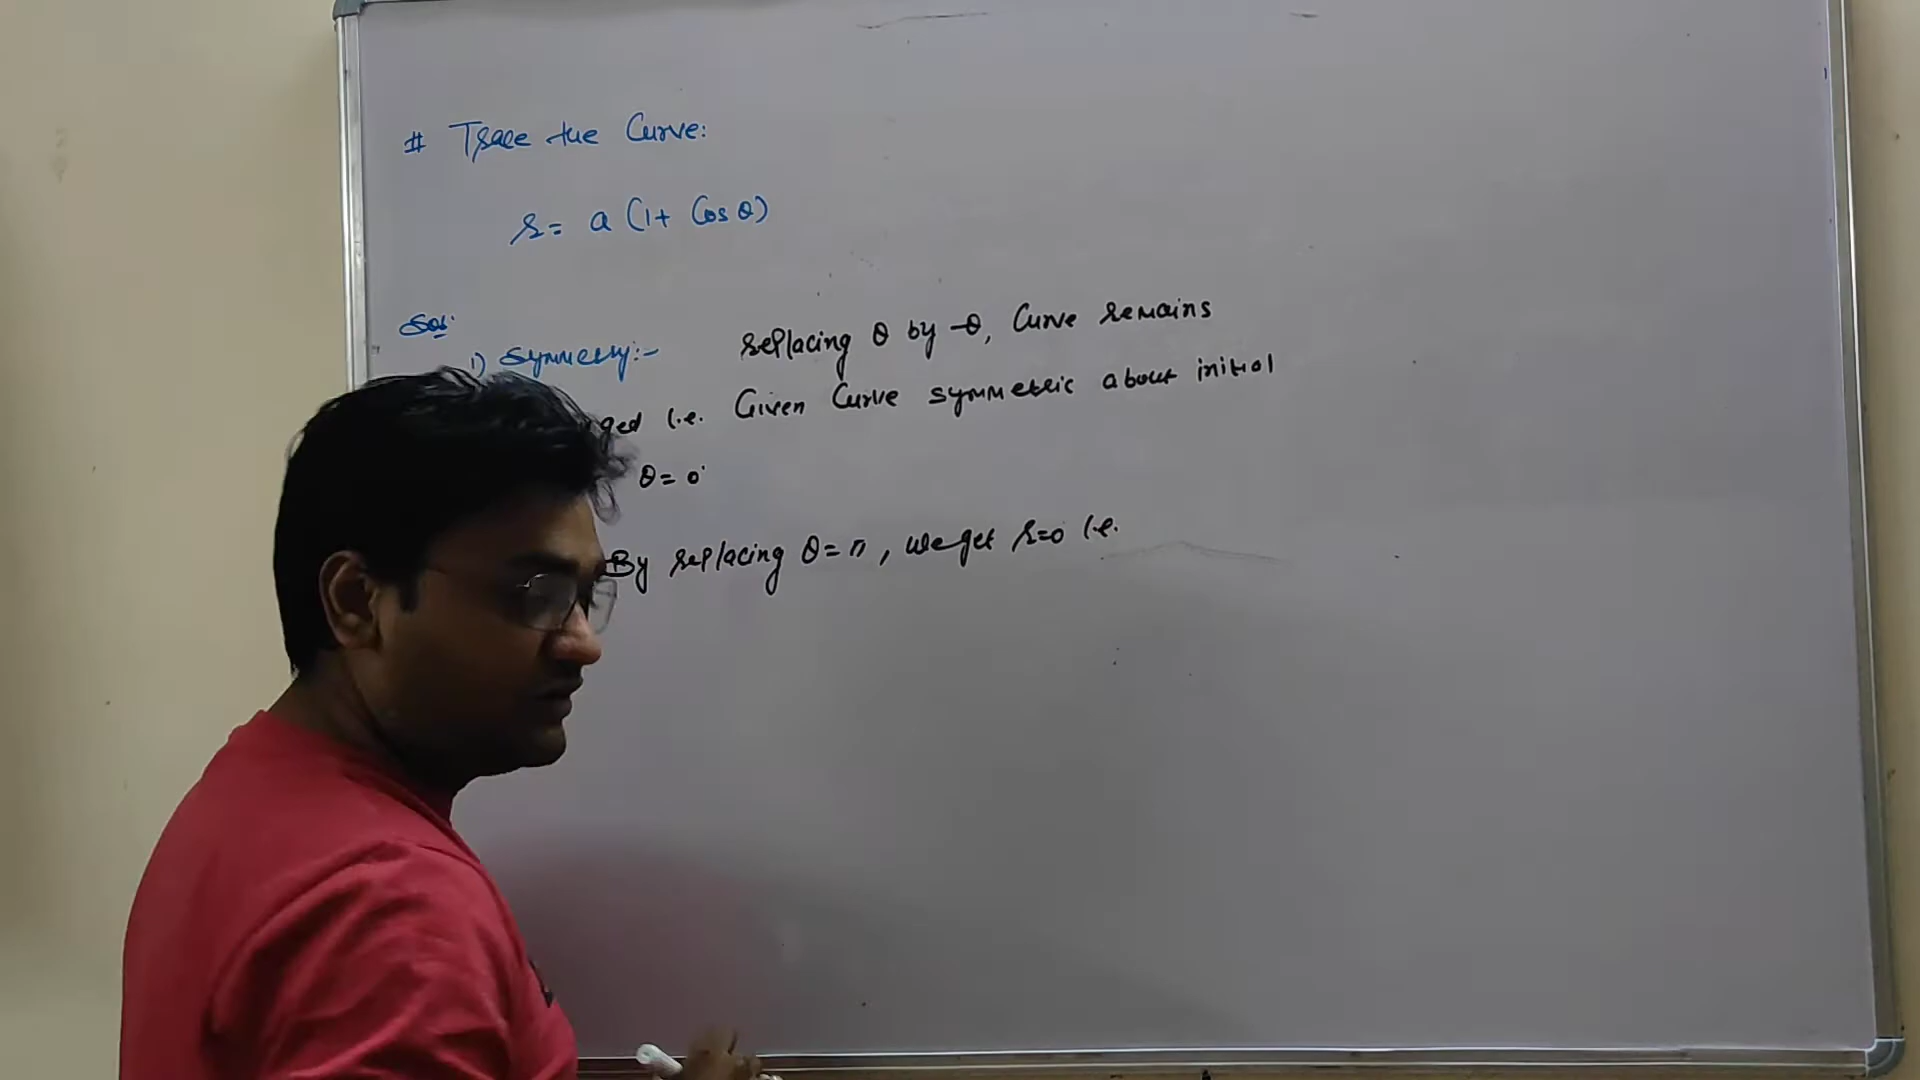 # Trace the Curve:
r = a (1 + Cos θ)
Sol.
1) Symmetry:- replacing θ by -θ, Curve remains
i.e. Given Curve symmetric about initial
θ = 0
By replacing θ = π, we get r=0 i.e.